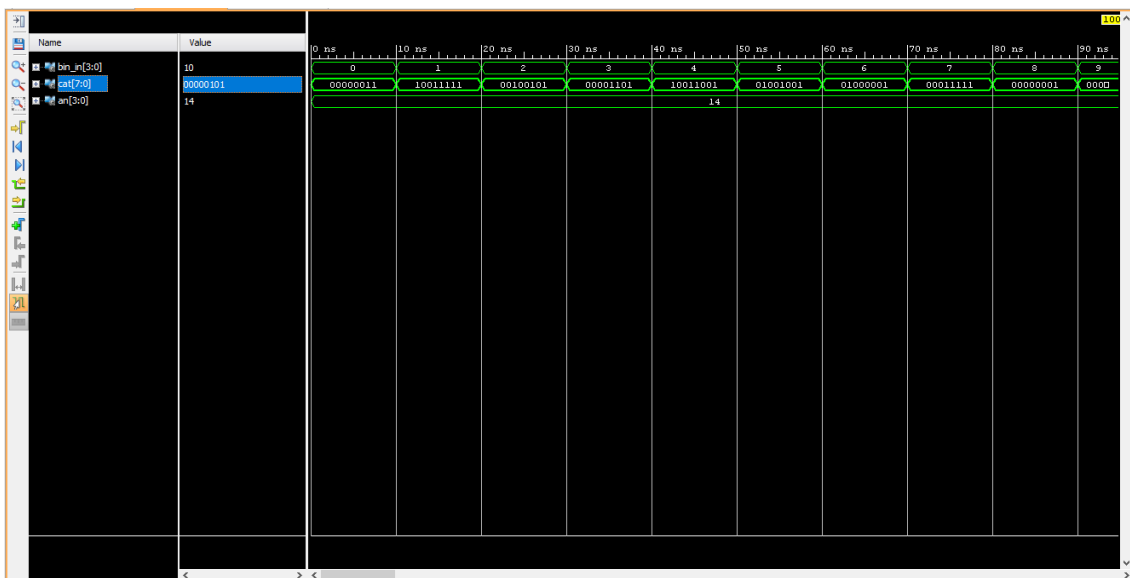 100
Name Value
0 ns 10 ns 20 ns 30 ns 40 ns 50 ns 60 ns 70 ns 80 ns 90 ns
bin_in[3:0] 10 0 1 2 3 4 5 6 7 8 9
cat[7:0] 00000101 00000011 10011111 00100101 00001101 10011001 01001001 01000001 00011111 00000001 000
an[3:0] 14 14